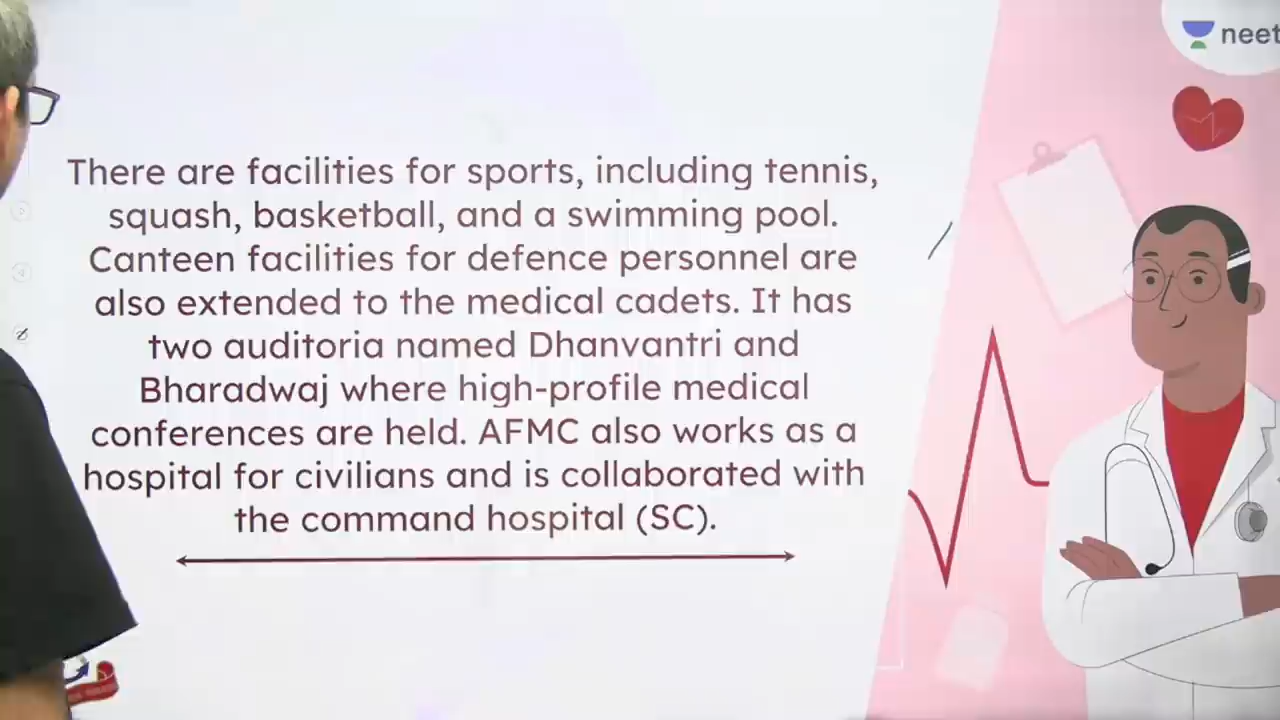 neet
There are facilities for sports, including tennis,
squash, basketball, and a swimming pool.
Canteen facilities for defence personnel are
also extended to the medical cadets. It has
two auditoria named Dhanvantri and
Bharadwaj where high-profile medical
conferences are held. AFMC also works as a
hospital for civilians and is collaborated with
the command hospital (SC).